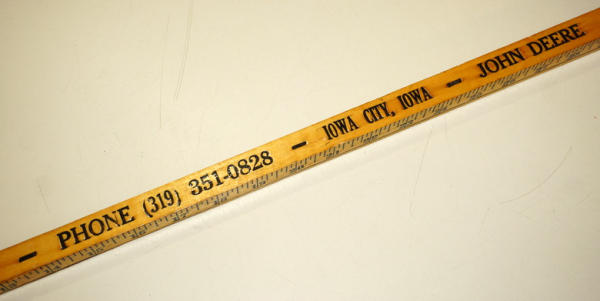 - PHONE (319) 351-0828 - IOWA CITY, IOWA - JOHN DEERE